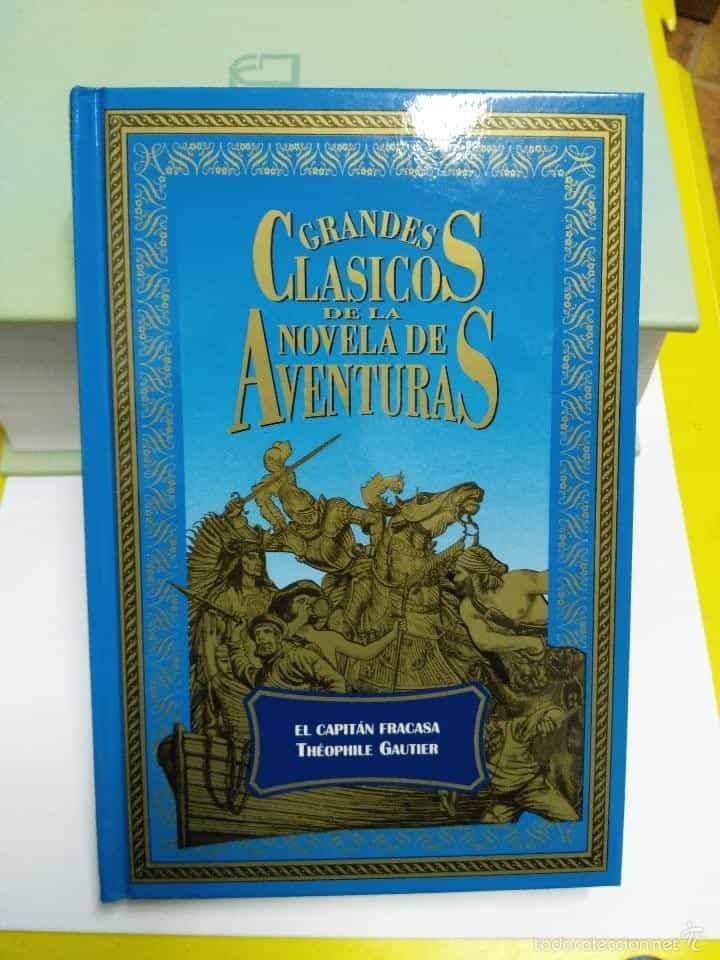 GRANDES
CLASICOS
DE LA
NOVELA DE
AVENTURAS
EL CAPITÁN FRACASA
THÉOPHILE GAUTIER
todocoleccion.net